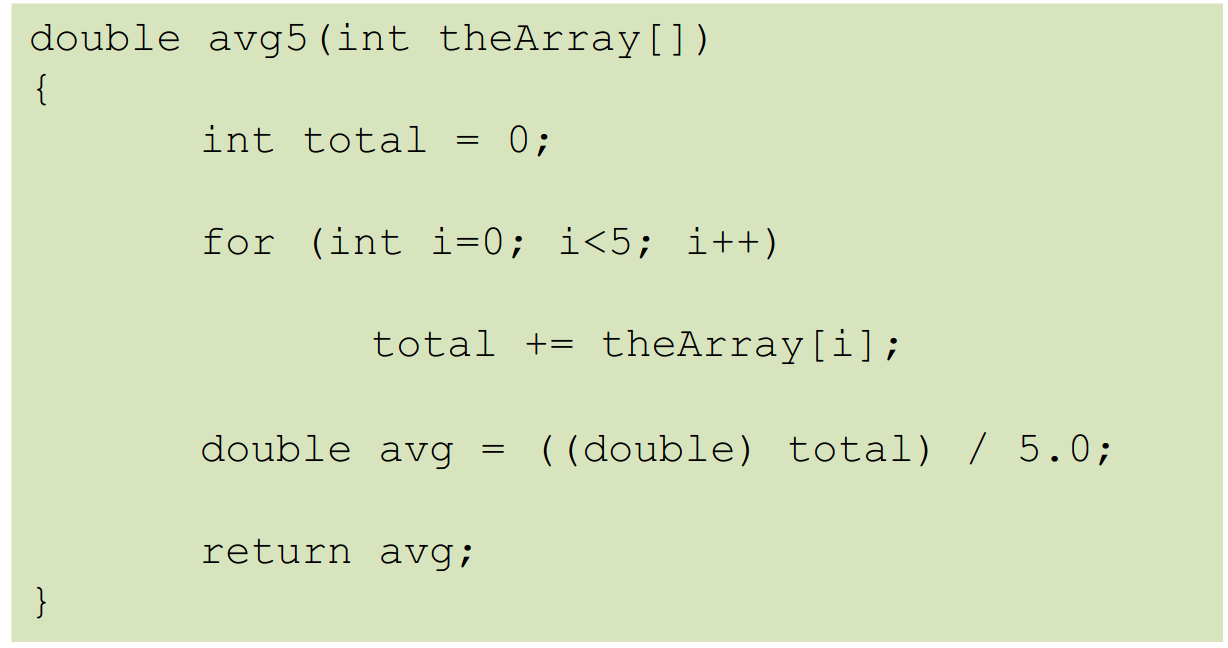 double avg5(int theArray[])
{
int total = 0;
for (int i=0; i<5; i++)
total += theArray[i];
double avg = ((double) total) / 5.0;
return avg;
}